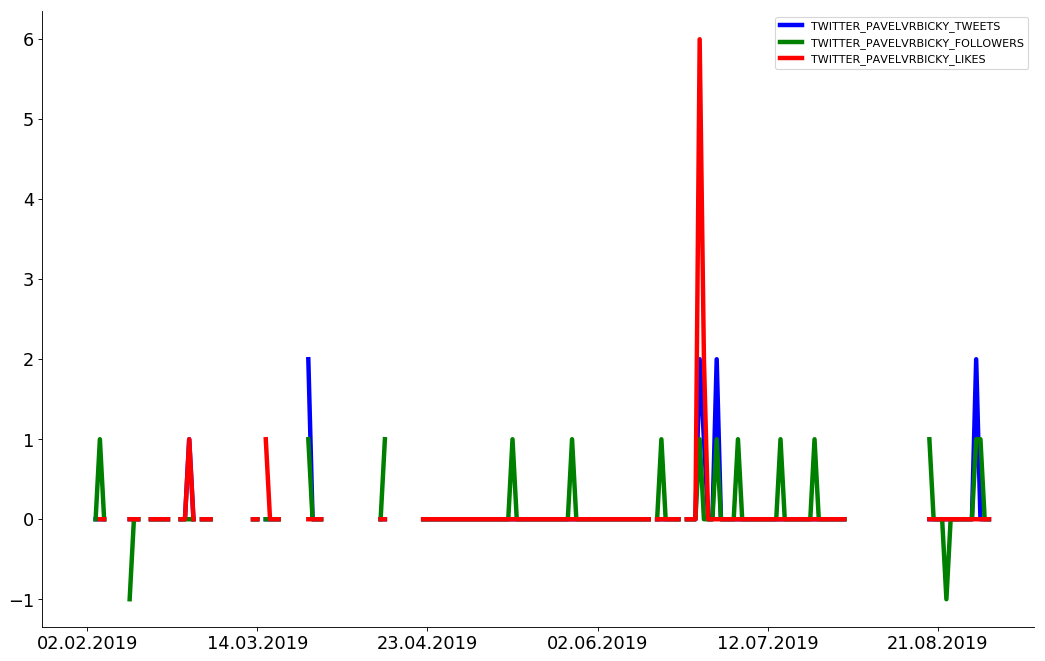 TWITTER_PAVELVRBICKY_TWEETS
TWITTER_PAVELVRBICKY_FOLLOWERS
TWITTER_PAVELVRBICKY_LIKES
6
5
4
3
2
1
0
−1
02.02.2019 14.03.2019 23.04.2019 02.06.2019 12.07.2019 21.08.2019